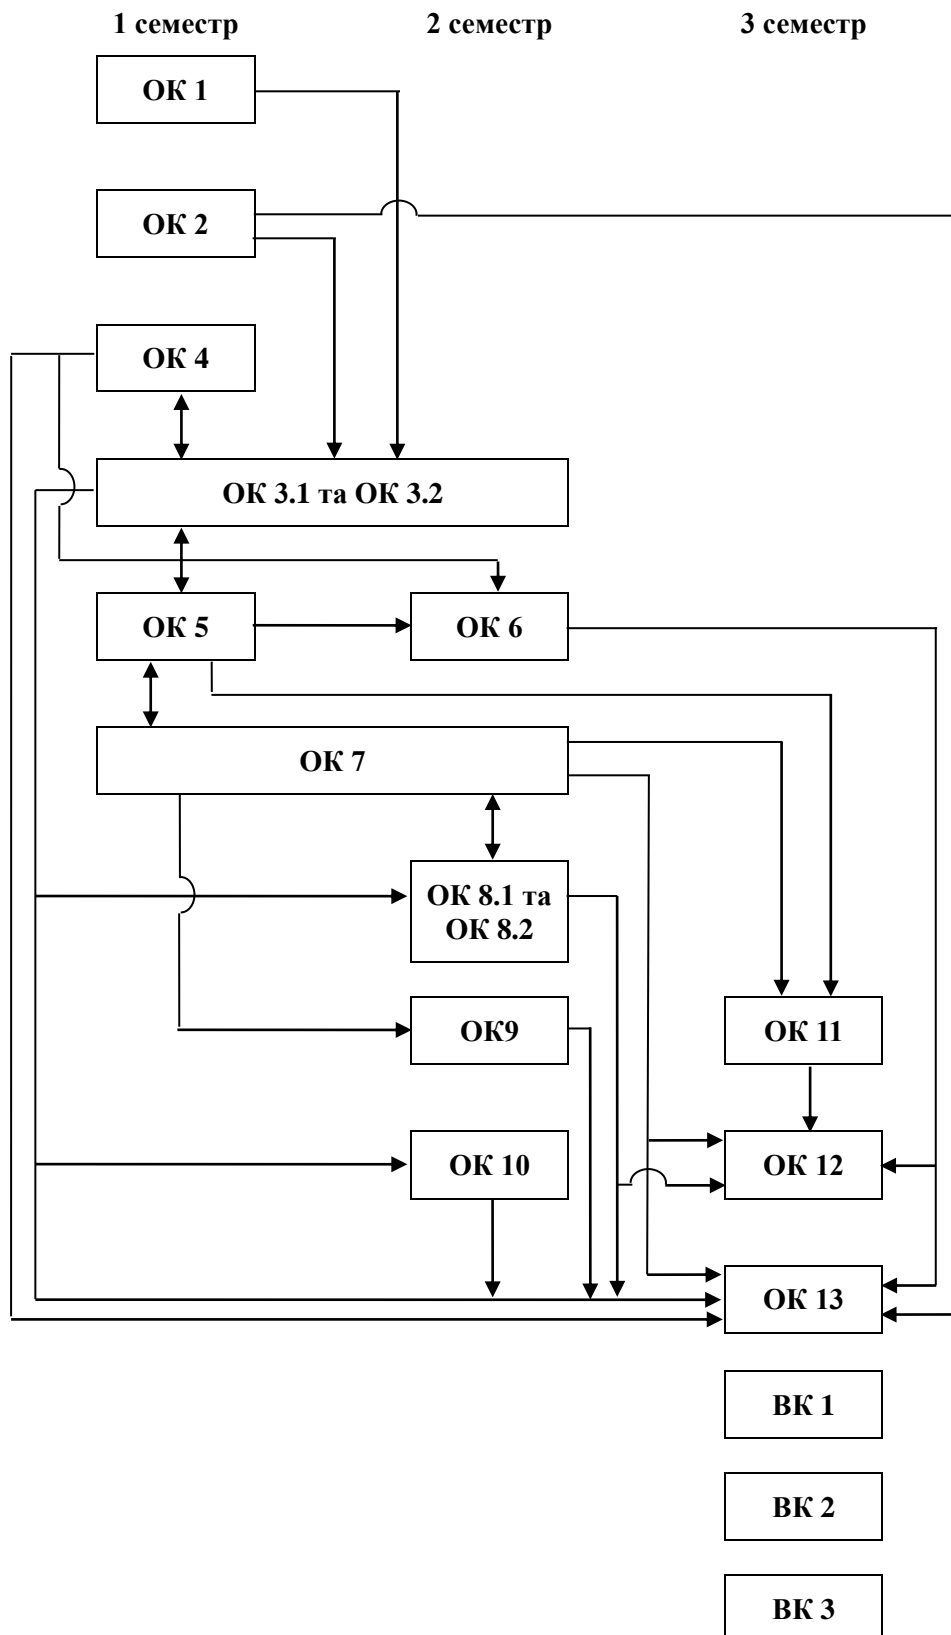 1 семестр 2 семестр 3 семестр
ОК 1
ОК 2
ОК 4
ОК 3.1 та ОК 3.2
ОК 5 ОК 6
ОК 7
ОК 8.1 та
ОК 8.2
ОК9 ОК 11
ОК 10 ОК 12
ОК 13
ВК 1
ВК 2
ВК 3